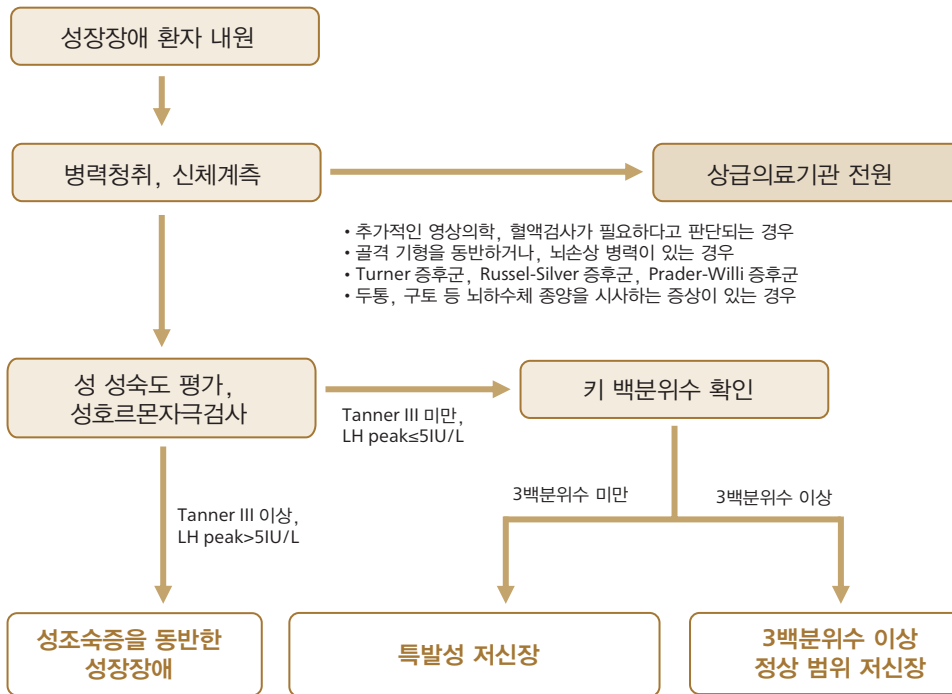 성장장애 환자 내원
병력청취, 신체계측
상급의료기관 전원
• 추가적인 영상의학, 혈액검사가 필요하다고 판단되는 경우
• 골격 기형을 동반하거나, 뇌손상 병력이 있는 경우
• Turner 증후군, Russel-Silver 증후군, Prader-Willi 증후군
• 두통, 구토 등 뇌하수체 종양을 시사하는 증상이 있는 경우
성 성숙도 평가,
성호르몬자극검사
Tanner III 미만,
LH peak≤5IU/L
키 백분위수 확인
3백분위수 미만
3백분위수 이상
Tanner III 이상,
LH peak>5IU/L
성조숙증을 동반한
성장장애
특발성 저신장
3백분위수 이상
정상 범위 저신장